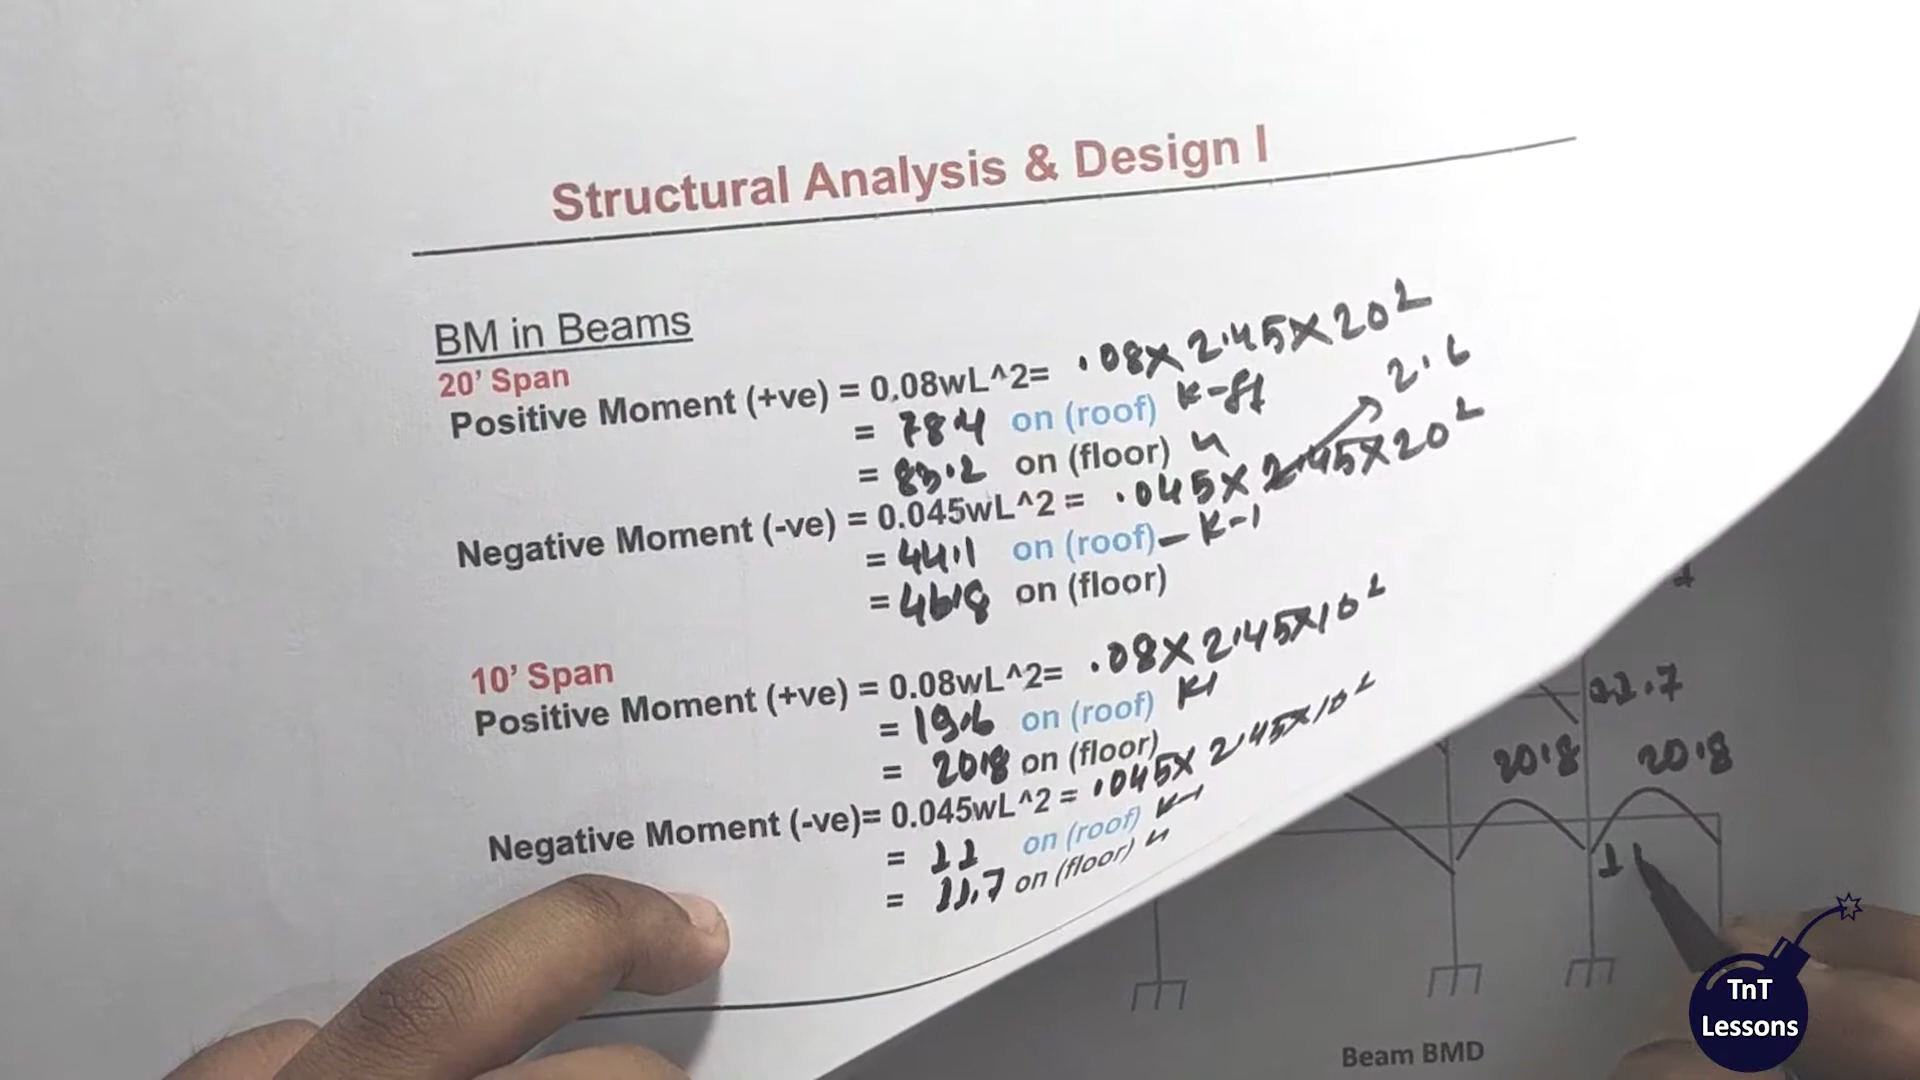 Structural Analysis & Design I
BM in Beams
20' Span
Positive Moment (+ve) = 0.08wL^2= .08x2.45x20²
= 78.4 on (roof) K-ft
= 83.2 on (floor) 〃
2.6
Negative Moment (-ve) = 0.045wL^2 = .045x2.45x20²
= 44.1 on (roof) - K-1
= 46.8 on (floor)
10' Span
Positive Moment (+ve) = 0.08wL^2= .08x2.45x10²
= 19.6 on (roof) K-1
= 20.8 on (floor)
Negative Moment (-ve)= 0.045wL^2 = .045x2.45x10²
= 11 on (roof) K-1
= 11.7 on (floor) 〃
11.7
20.8 20.8
11
Beam BMD
TnT
Lessons